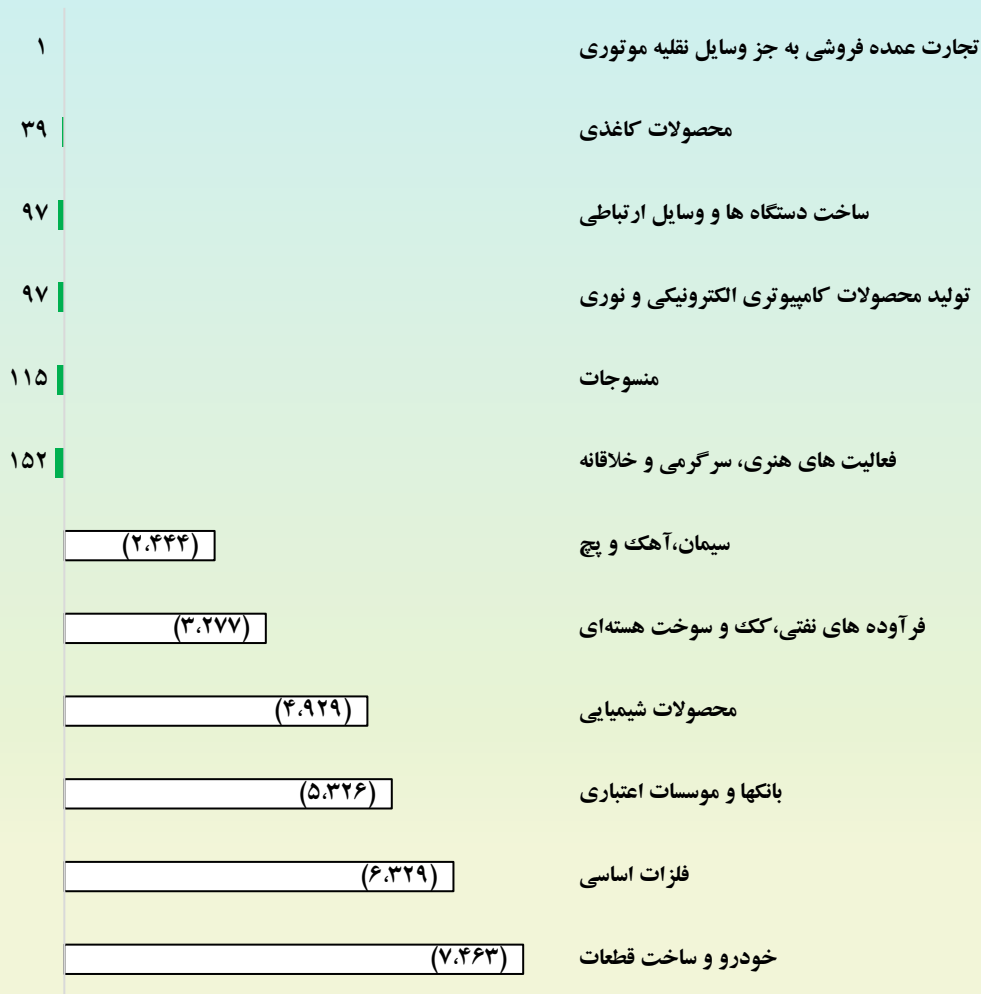 تجارت عمده فروشی به جز وسایل نقلیه موتوری ۱
محصولات کاغذی ۳۹
ساخت دستگاه ها و وسایل ارتباطی ۹۷
تولید محصولات کامپیوتری الکترونیکی و نوری ۹۷
منسوجات ۱۱۵
فعالیت های هنری، سرگرمی و خلاقانه ۱۵۲
سیمان،آهک و پچ (۲،۴۴۴)
فرآورده های نفتی،کک و سوخت هسته‌ای (۳،۲۷۷)
محصولات شیمیایی (۴،۹۲۹)
بانکها و موسسات اعتباری (۵،۳۲۶)
فلزات اساسی (۶،۳۲۹)
خودرو و ساخت قطعات (۷،۴۶۳)